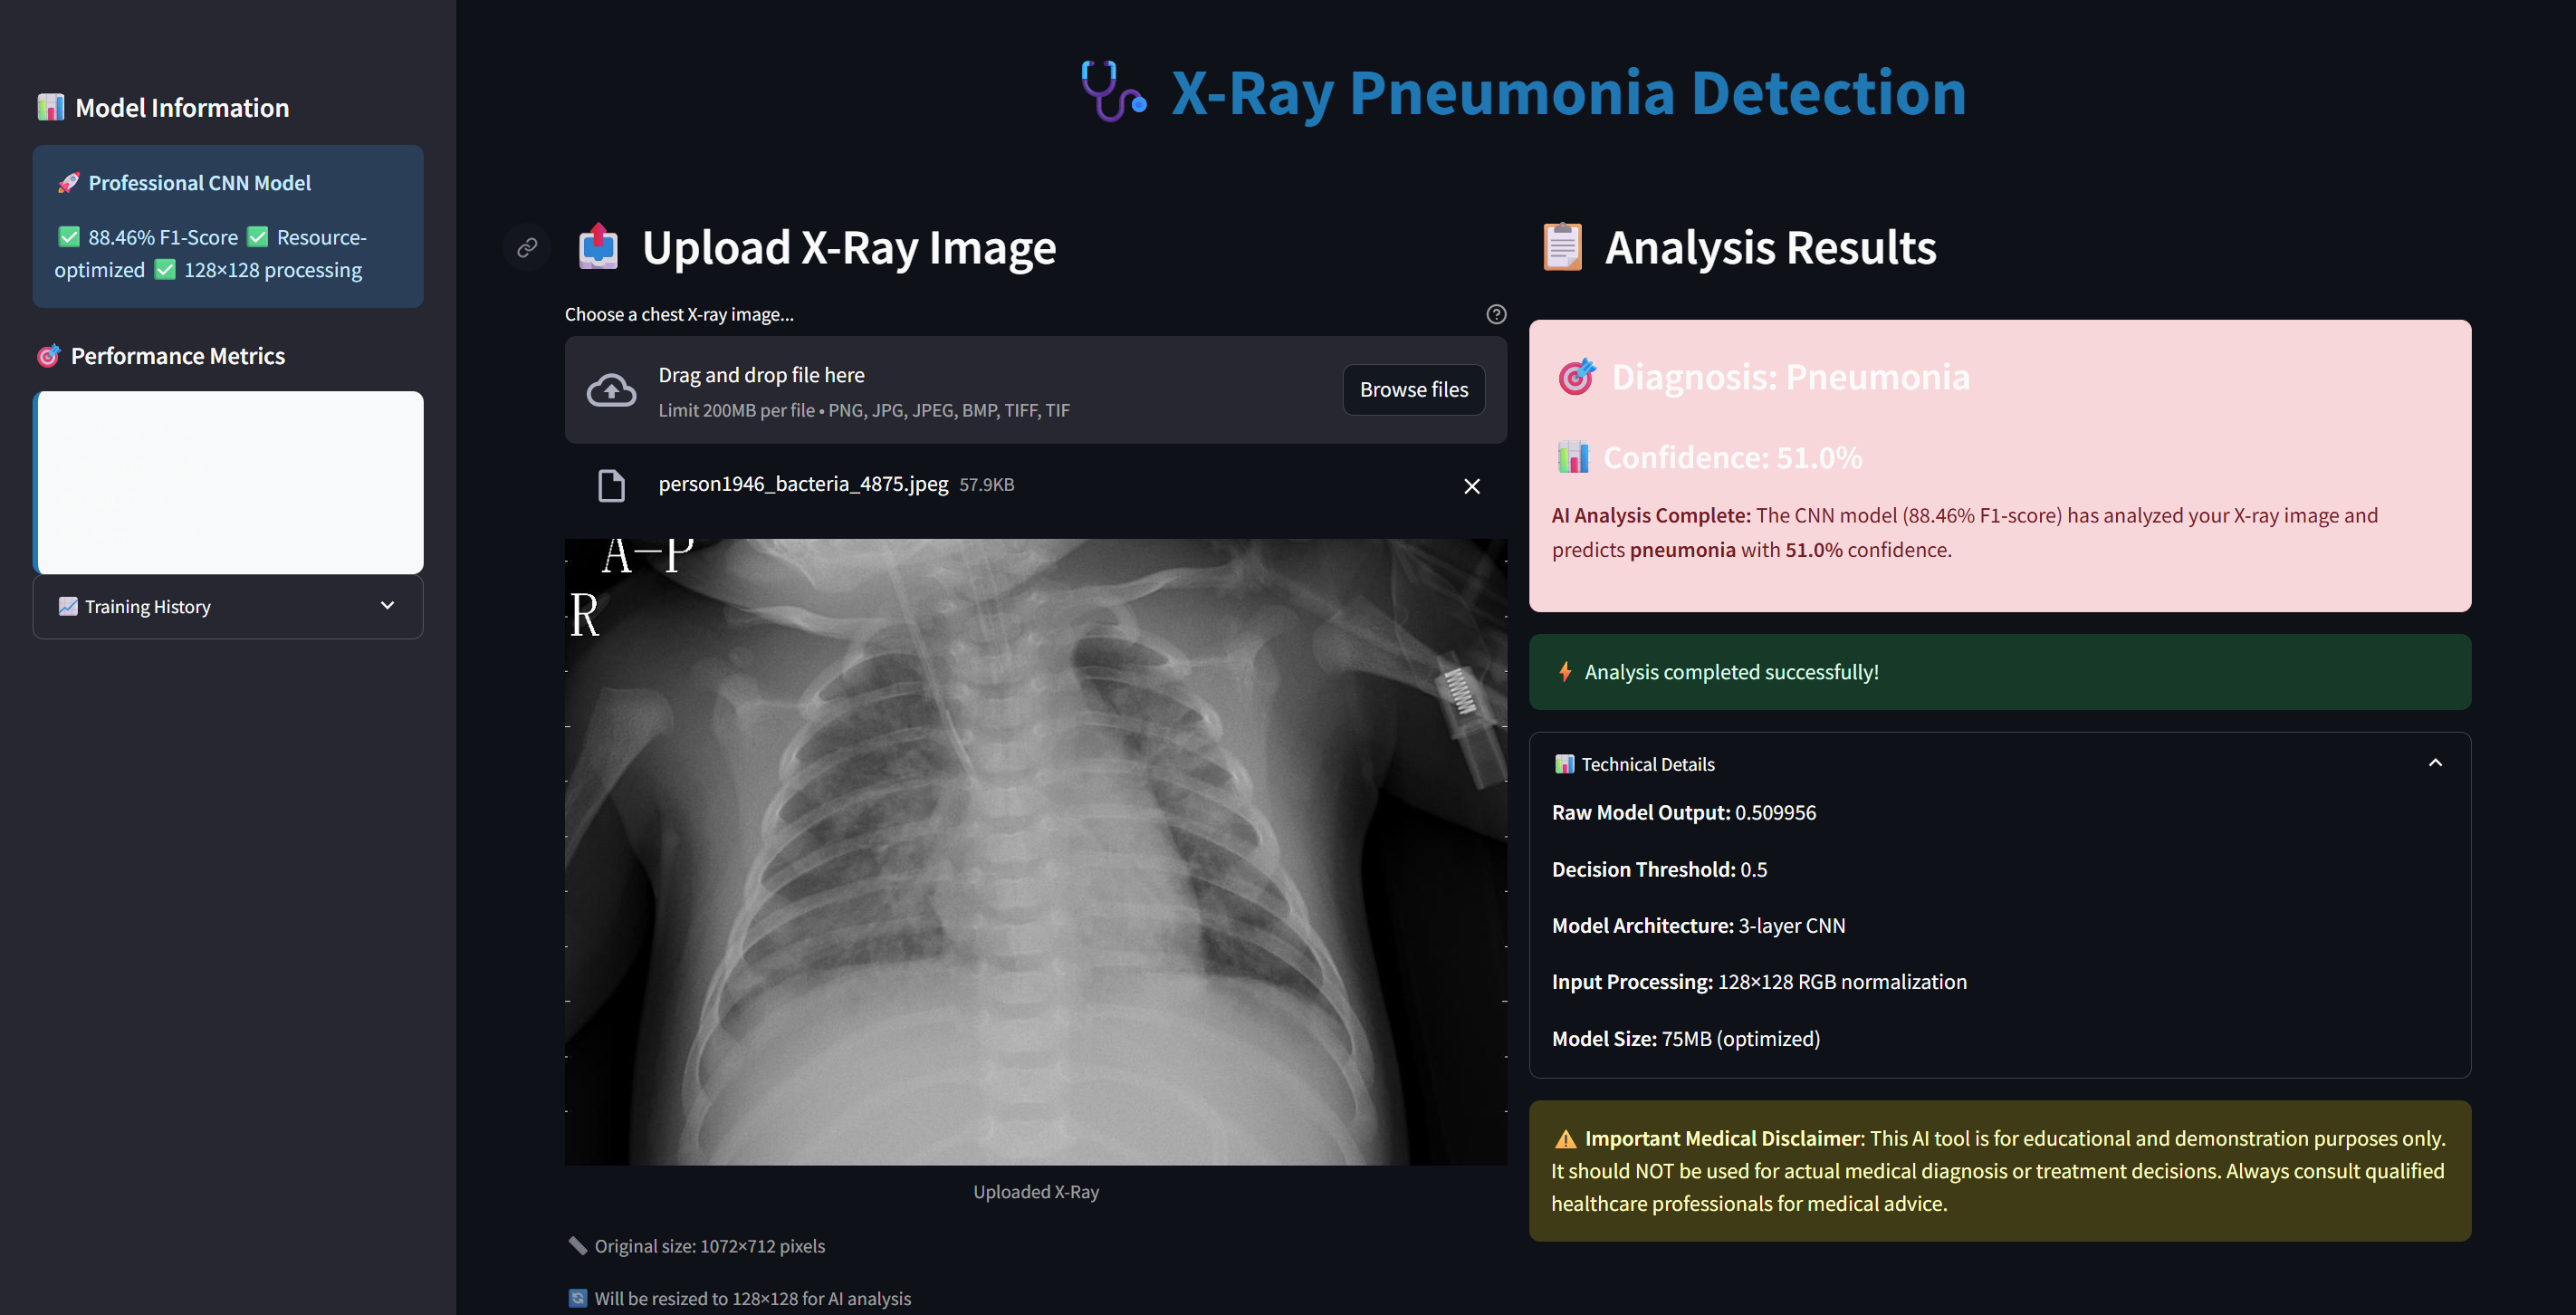 Model Information
Professional CNN Model
88.46% F1-Score ✅ Resource-
optimized ✅ 128×128 processing
Performance Metrics
Training History
X-Ray Pneumonia Detection
Upload X-Ray Image
Choose a chest X-ray image...
Drag and drop file here
Limit 200MB per file • PNG, JPG, JPEG, BMP, TIFF, TIF
Browse files
person1946_bacteria_4875.jpeg 57.9KB
A-P
R
Uploaded X-Ray
Original size: 1072×712 pixels
Will be resized to 128×128 for AI analysis
Analysis Results
Diagnosis: Pneumonia
Confidence: 51.0%
AI Analysis Complete: The CNN model (88.46% F1-score) has analyzed your X-ray image and
predicts pneumonia with 51.0% confidence.
Analysis completed successfully!
Technical Details
Raw Model Output: 0.509956
Decision Threshold: 0.5
Model Architecture: 3-layer CNN
Input Processing: 128×128 RGB normalization
Model Size: 75MB (optimized)
Important Medical Disclaimer: This AI tool is for educational and demonstration purposes only.
It should NOT be used for actual medical diagnosis or treatment decisions. Always consult qualified
healthcare professionals for medical advice.